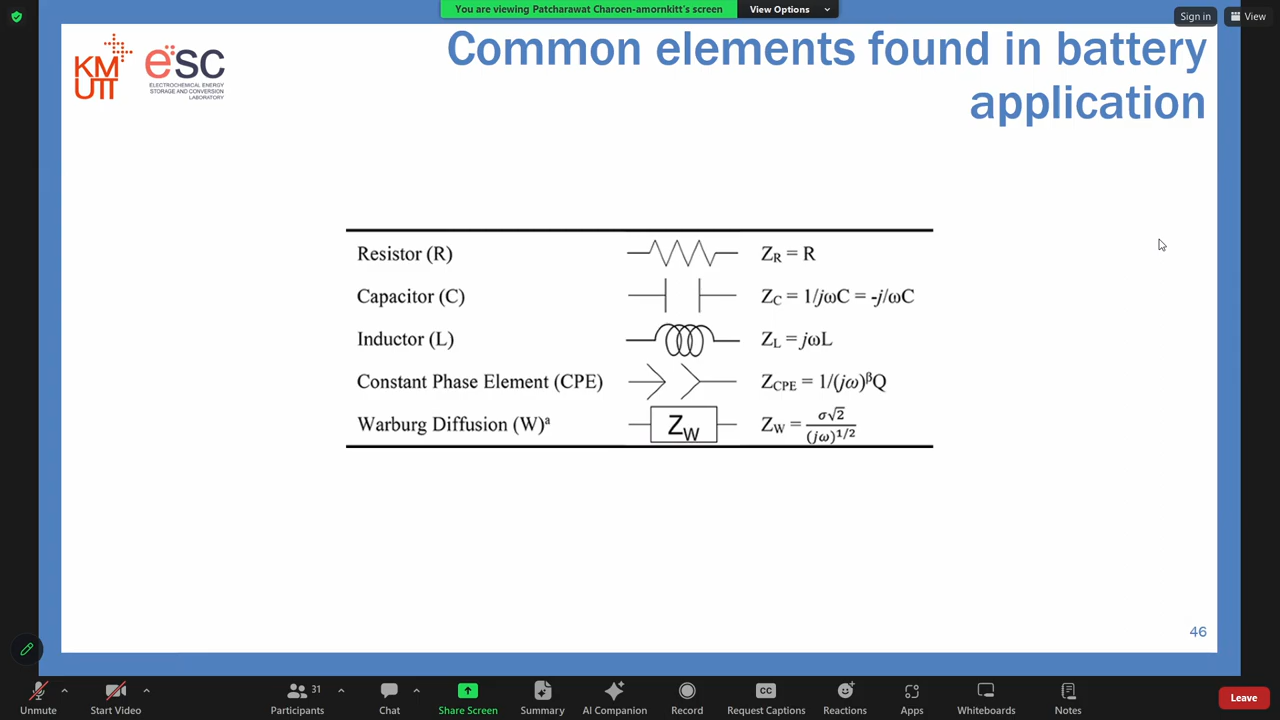 You are viewing Patcharawat Charoen-amornkitt's screen
View Options
Sign in
View
KM
UTT
eSC
ELECTROCHEMICAL ENERGY
STORAGE AND CONVERSION
LABORATORY
Common elements found in battery
application
Resistor (R) Z_R = R
Capacitor (C) Z_C = 1/jωC = -j/ωC
Inductor (L) Z_L = jωL
Constant Phase Element (CPE) Z_CPE = 1/(jω)^βQ
Warburg Diffusion (W)^a Z_W Z_W = σ√2/(jω)^1/2
46
Unmute
Start Video
31
Participants
Chat
Share Screen
Summary
AI Companion
Record
CC
Request Captions
Reactions
Apps
Whiteboards
Notes
Leave